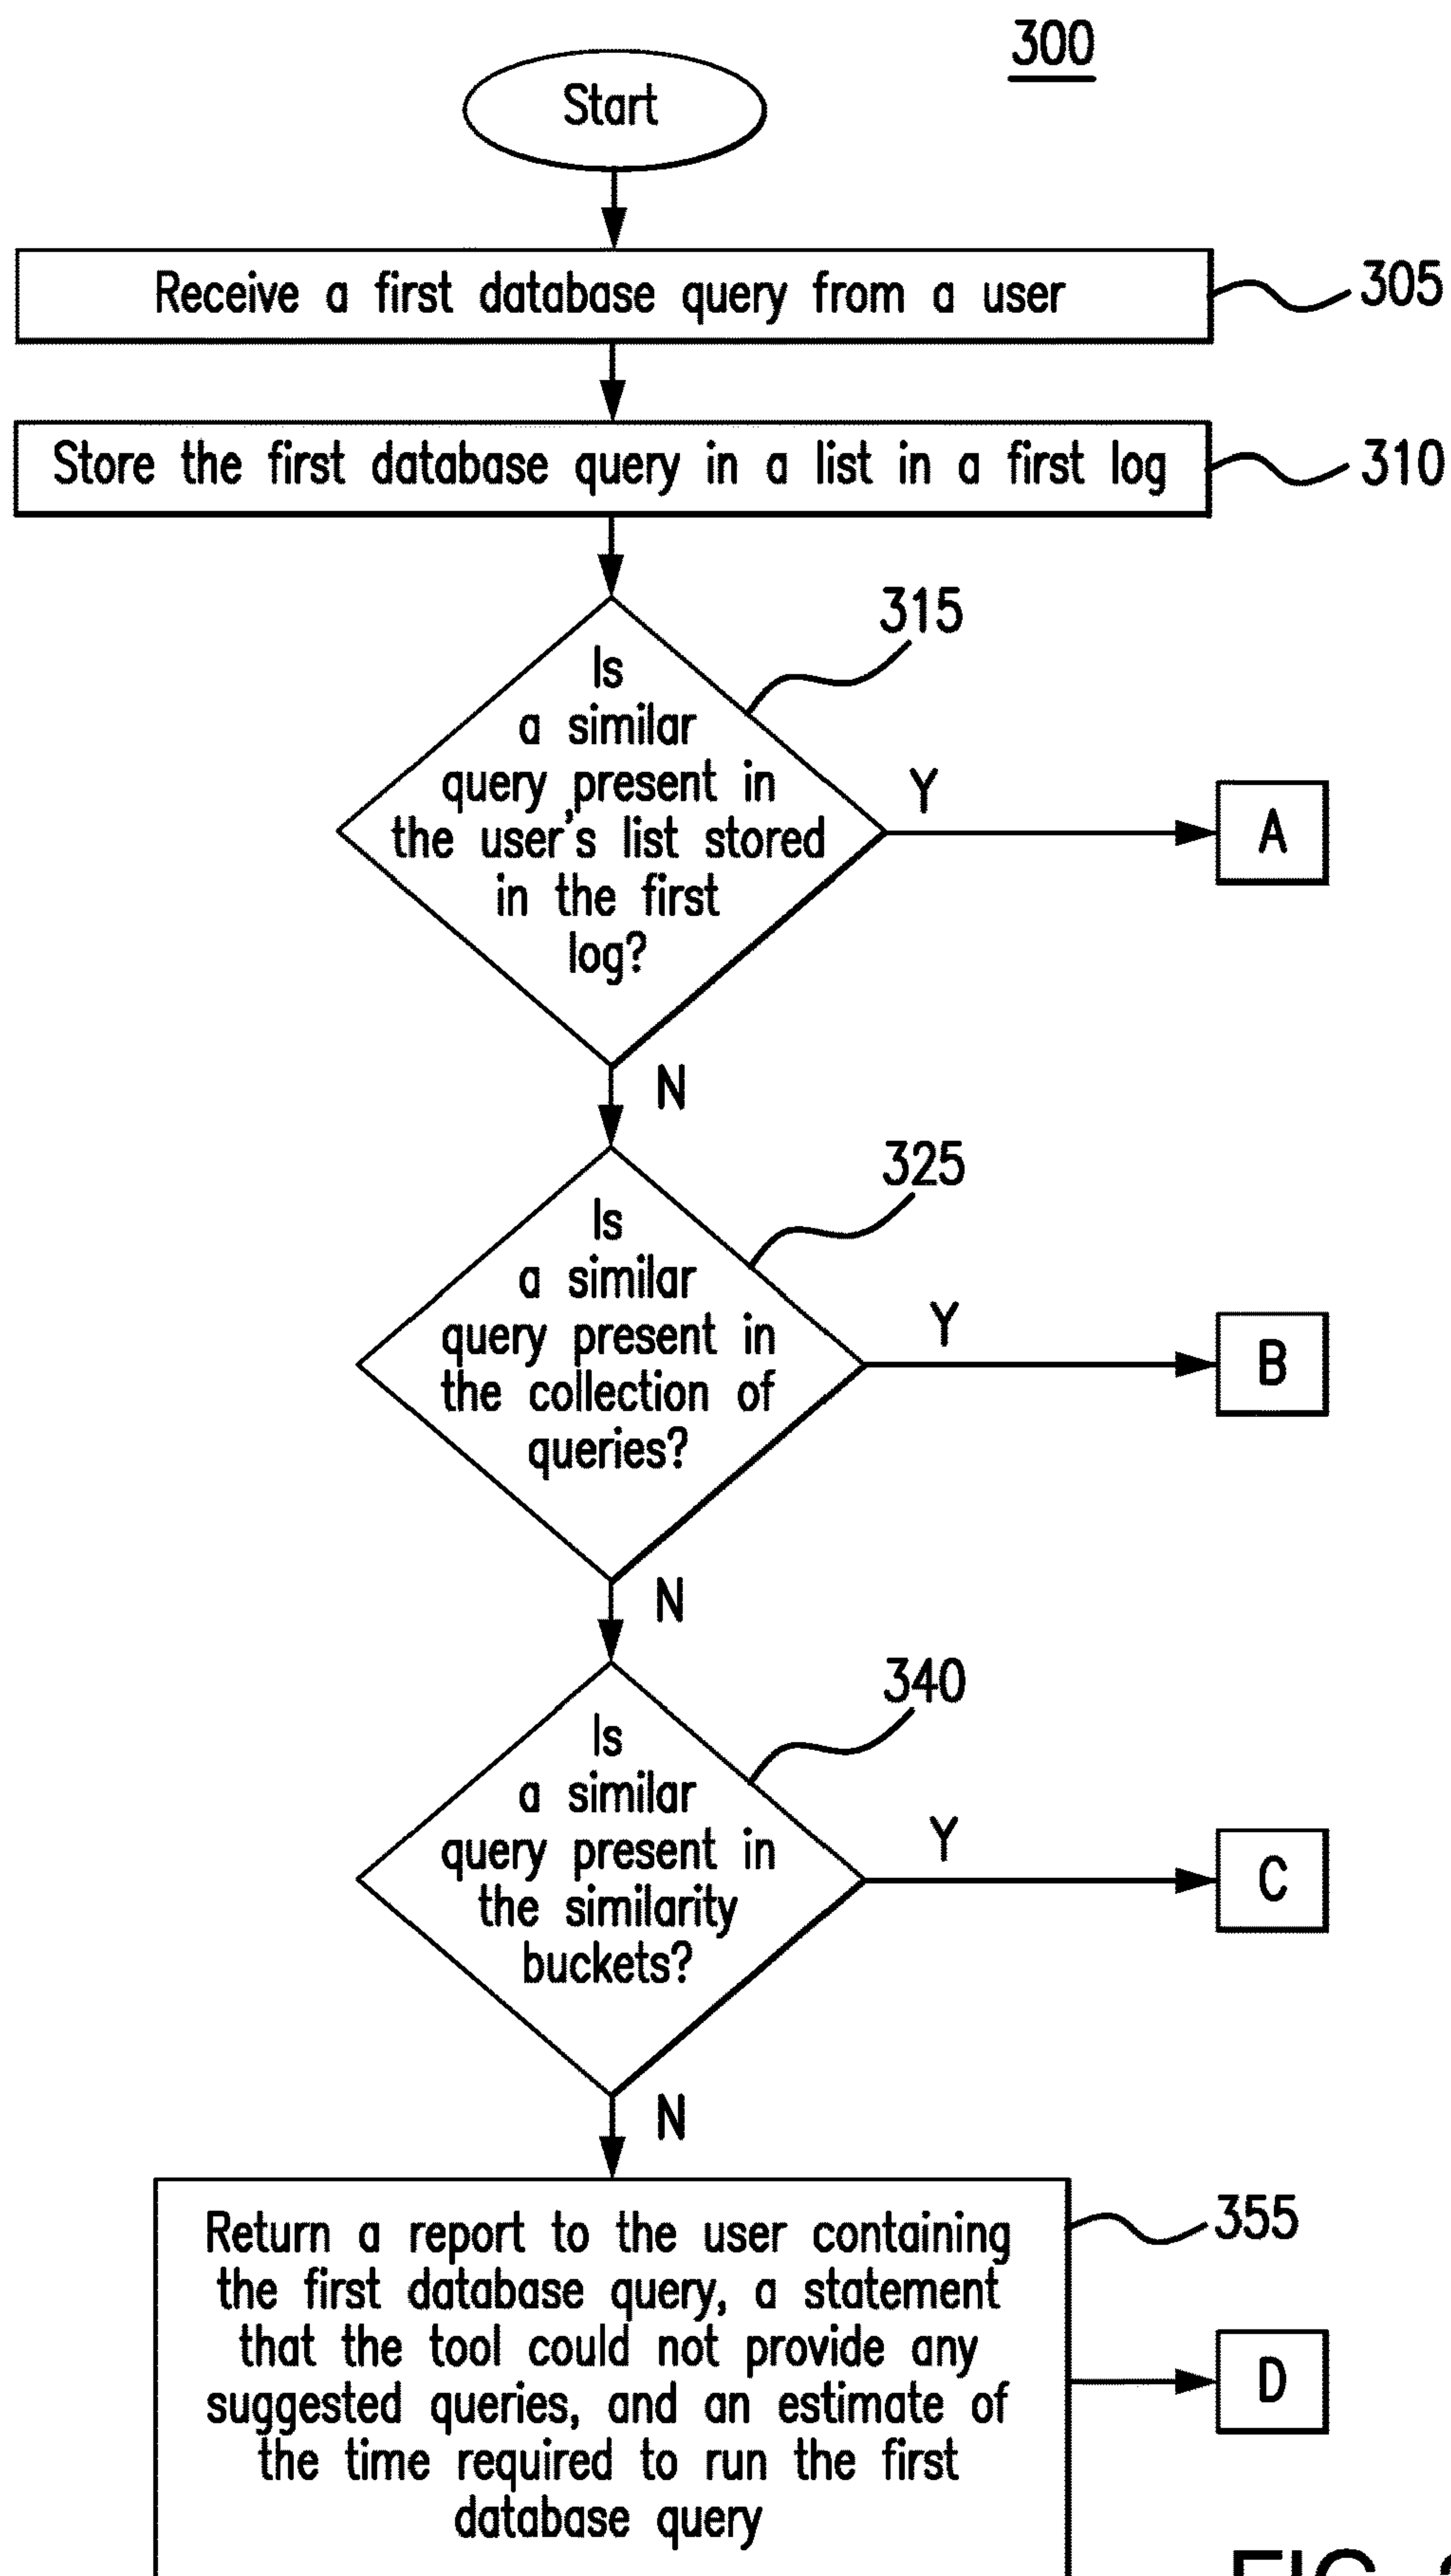 300
Start
Receive a first database query from a user
305
Store the first database query in a list in a first log
310
315
Is
a similar
query present in
the user's list stored
in the first
log?
Y
A
N
325
Is
a similar
query present in
the collection of
queries?
Y
B
N
340
Is
a similar
query present in
the similarity
buckets?
Y
C
N
355
Return a report to the user containing
the first database query, a statement
that the tool could not provide any
suggested queries, and an estimate of
the time required to run the first
database query
D
FIG.